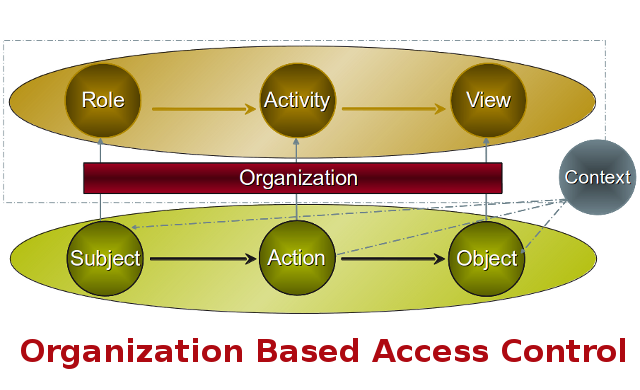 Role
Activity
View
Organization
Context
Subject
Action
Object
Organization Based Access Control